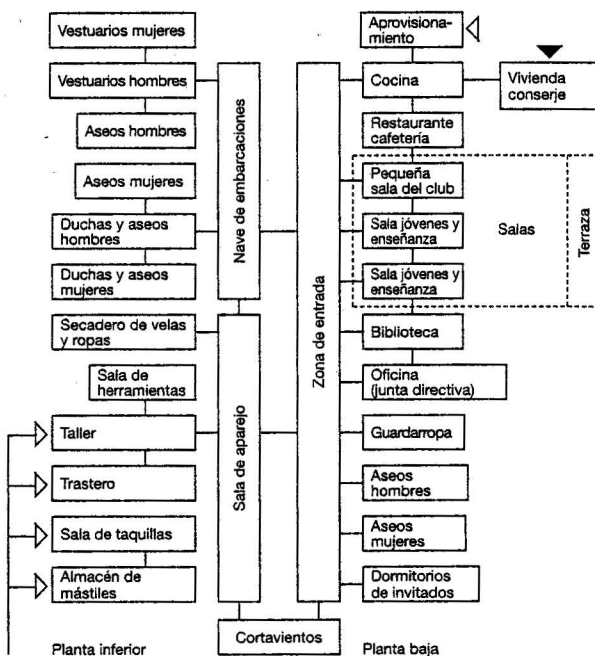 Vestuarios mujeres
Vestuarios hombres
Aseos hombres
Aseos mujeres
Duchas y aseos
hombres
Duchas y aseos
mujeres
Secadero de velas
y ropas
Sala de
herramientas
Taller
Trastero
Sala de taquillas
Almacén de
mástiles
Planta inferior
Nave de embarcaciones
Sala de aparejo
Cortavientos
Zona de entrada
Aprovisiona-
miento
Cocina
Vivienda
conserje
Restaurante
cafetería
Pequeña
sala del club
Sala jóvenes y
enseñanza
Sala jóvenes y
enseñanza
Salas
Terraza
Biblioteca
Oficina
(junta directiva)
Guardarropa
Aseos
hombres
Aseos
mujeres
Dormitorios
de invitados
Planta baja